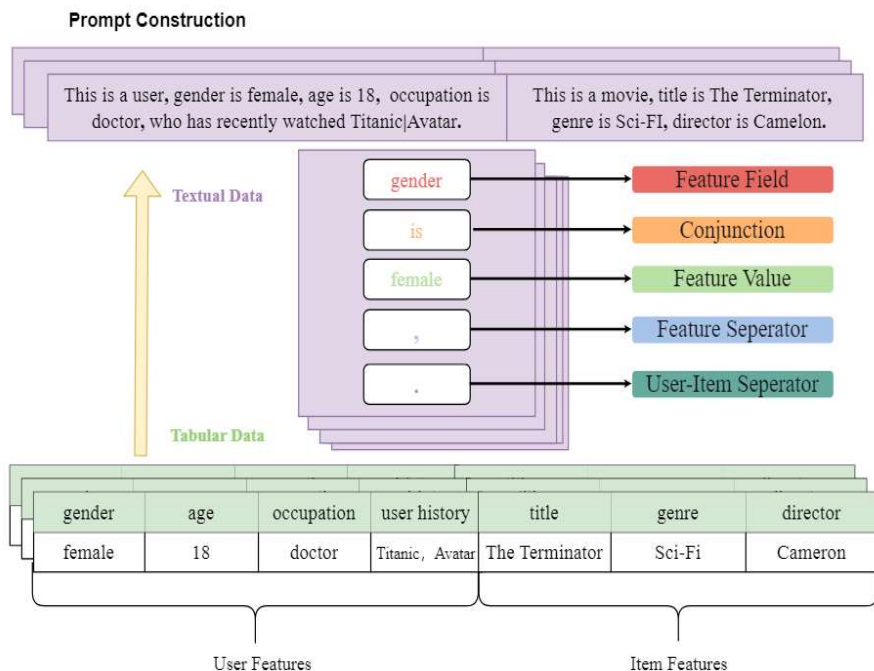 Prompt Construction
This is a user, gender is female, age is 18, occupation is
doctor, who has recently watched Titanic|Avatar.
This is a movie, title is The Terminator,
genre is Sci-FI, director is Camelon.
Textual Data
gender
Feature Field
is
Conjunction
female
Feature Value
,
Feature Seperator
.
User-Item Seperator
Tabular Data
gender age occupation user history title genre director
female 18 doctor Titanic, Avatar The Terminator Sci-Fi Cameron
User Features
Item Features